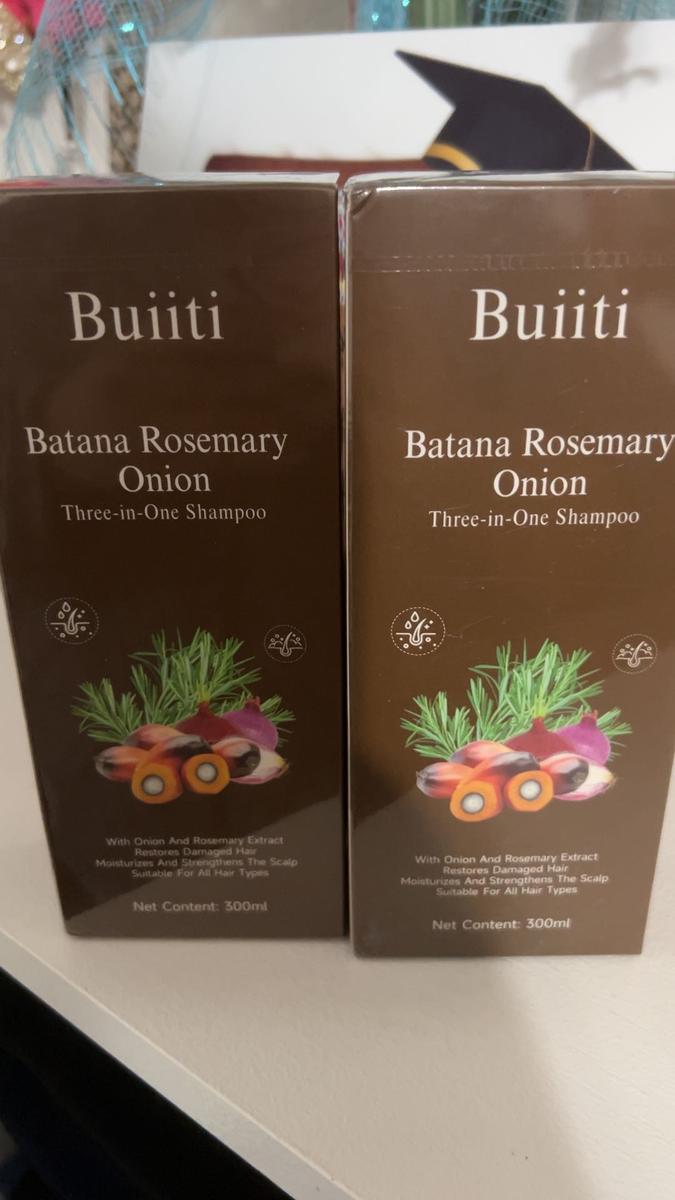 Buiiti
Batana Rosemary
Onion
Three-in-One Shampoo
With Onion And Rosemary Extract
Restores Damaged Hair
Moisturizes And Strengthens The Scalp
Suitable For All Hair Types
Net Content: 300ml
Buiiti
Batana Rosemary
Onion
Three-in-One Shampoo
With Onion And Rosemary Extract
Restores Damaged Hair
Moisturizes And Strengthens The Scalp
Suitable For All Hair Types
Net Content: 300ml